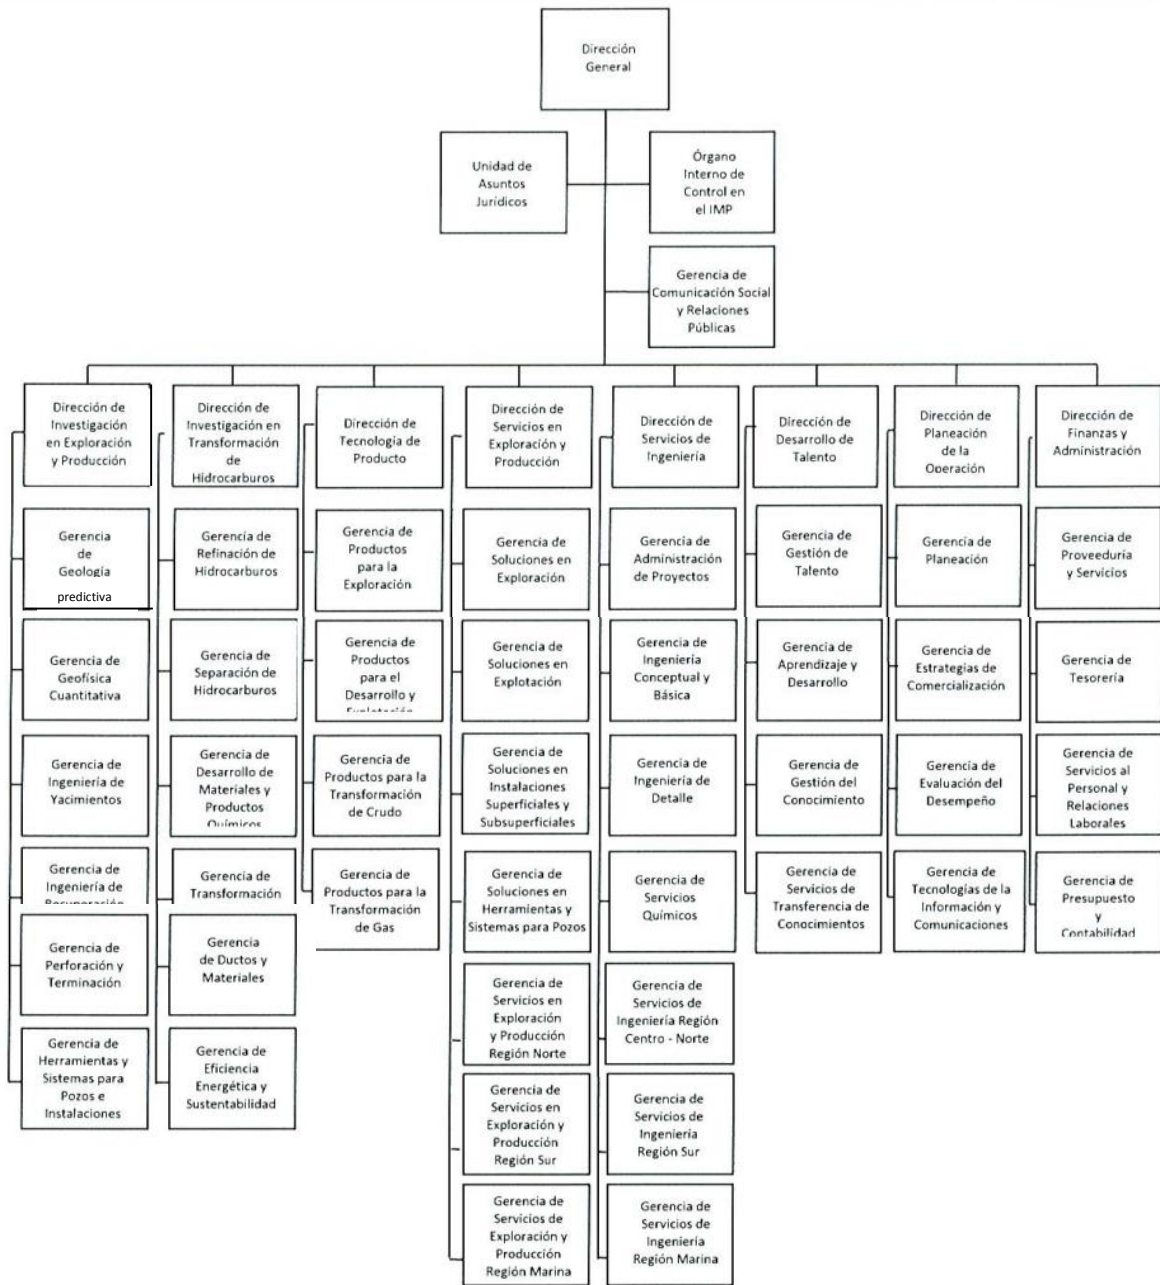 Dirección
General
Unidad de
Asuntos
Jurídicos
Órgano
Interno de
Control en
el IMP
Gerencia de
Comunicación Social
y Relaciones
Públicas
Dirección de
Investigación
en Exploración
y Producción
Dirección de
Investigación en
Transformación
de
Hidrocarburos
Dirección de
Tecnología de
Producto
Dirección de
Servicios en
Exploración y
Producción
Dirección de
Servicios de
Ingeniería
Dirección de
Desarrollo de
Talento
Dirección de
Planeación
de la
Operación
Dirección de
Finanzas y
Administración
Gerencia
de
Geología
predictiva
Gerencia de
Refinación de
Hidrocarburos
Gerencia de
Productos
para la
Exploración
Gerencia de
Soluciones en
Exploración
Gerencia de
Administración
de Proyectos
Gerencia de
Gestión de
Talento
Gerencia de
Planeación
Gerencia de
Proveeduría
y Servicios
Gerencia de
Geofísica
Cuantitativa
Gerencia de
Separación de
Hidrocarburos
Gerencia de
Productos
para el
Desarrollo y
Gerencia de
Soluciones en
Explotación
Gerencia de
Ingeniería
Conceptual y
Básica
Gerencia de
Aprendizaje y
Desarrollo
Gerencia de
Estrategias de
Comercialización
Gerencia de
Tesorería
Gerencia de
Ingeniería de
Yacimientos
Gerencia de
Desarrollo de
Materiales y
Productos
Químicos
Gerencia de
Productos para la
Transformación
de Crudo
Gerencia de
Soluciones en
Instalaciones
Superficiales y
Subsuperficiales
Gerencia de
Ingeniería de
Detalle
Gerencia de
Gestión del
Conocimiento
Gerencia de
Evaluación del
Desempeño
Gerencia de
Servicios al
Personal y
Relaciones
Laborales
Gerencia de
Ingeniería de
Gerencia de
Transformación
Gerencia de
Productos para la
Transformación
de Gas
Gerencia de
Soluciones en
Herramientas y
Sistemas para Pozos
Gerencia de
Servicios
Químicos
Gerencia de
Servicios de
Transferencia de
Conocimientos
Gerencia de
Tecnologías de la
Información y
Comunicaciones
Gerencia de
Presupuesto
y
Contabilidad
Gerencia de
Perforación y
Terminación
Gerencia
de Ductos y
Materiales
Gerencia de
Servicios en
Exploración
y Producción
Región Norte
Gerencia de
Servicios de
Ingeniería Región
Centro - Norte
Gerencia de
Herramientas y
Sistemas para
Pozos e
Instalaciones
Gerencia de
Eficiencia
Energética y
Sustentabilidad
Gerencia de
Servicios en
Exploración y
Producción
Región Sur
Gerencia de
Servicios de
Ingeniería
Región Sur
Gerencia de
Servicios de
Exploración y
Producción
Región Marina
Gerencia de
Servicios de
Ingeniería
Región Marina